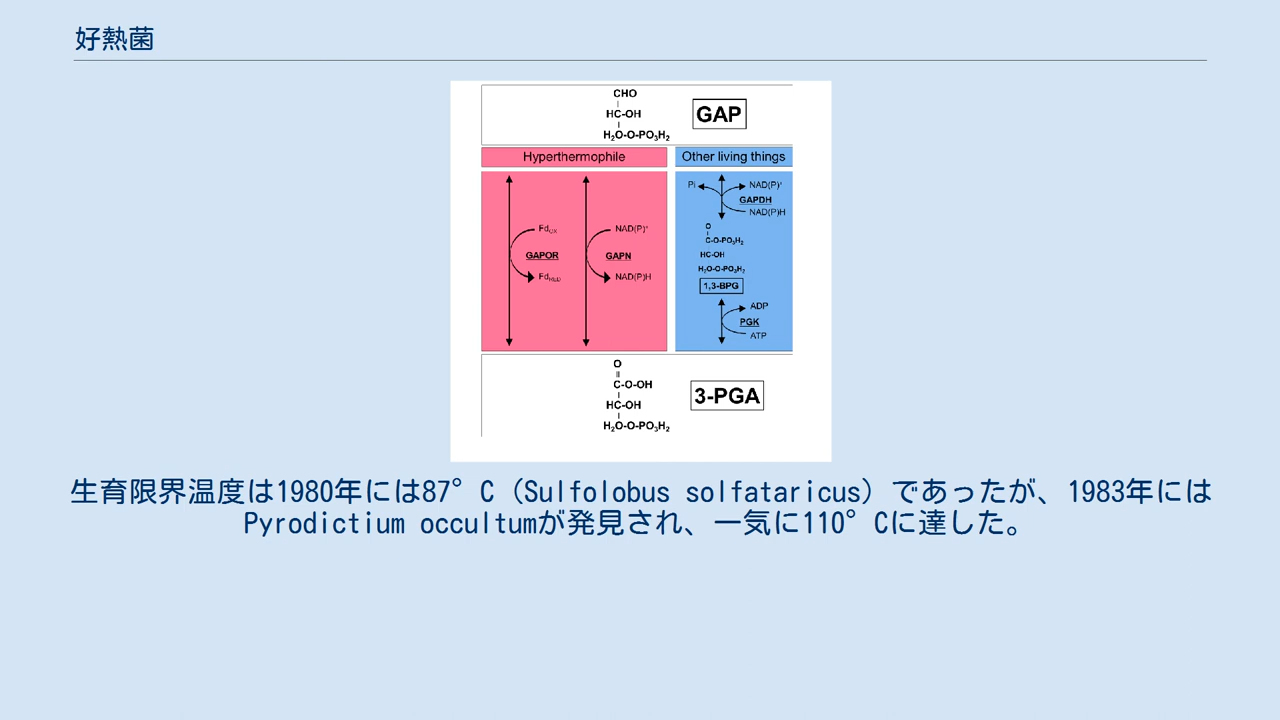 好熱菌
CHO
HC-OH
H₂O-O-PO₃H₂
GAP
Hyperthermophile
Other living things
Pi
NAD(P)⁺
GAPDH
NAD(P)H
O
C-O-PO₃H₂
HC-OH
H₂O-O-PO₃H₂
1,3-BPG
Fd
GAPOR
Fd
NAD(P)⁺
GAPN
NAD(P)H
ADP
PGK
ATP
O
C-O-OH
HC-OH
H₂O-O-PO₃H₂
3-PGA
生育限界温度は1980年には87°C（Sulfolobus solfataricus）であったが、1983年には
Pyrodictium occultumが発見され、一気に110°Cに達した。